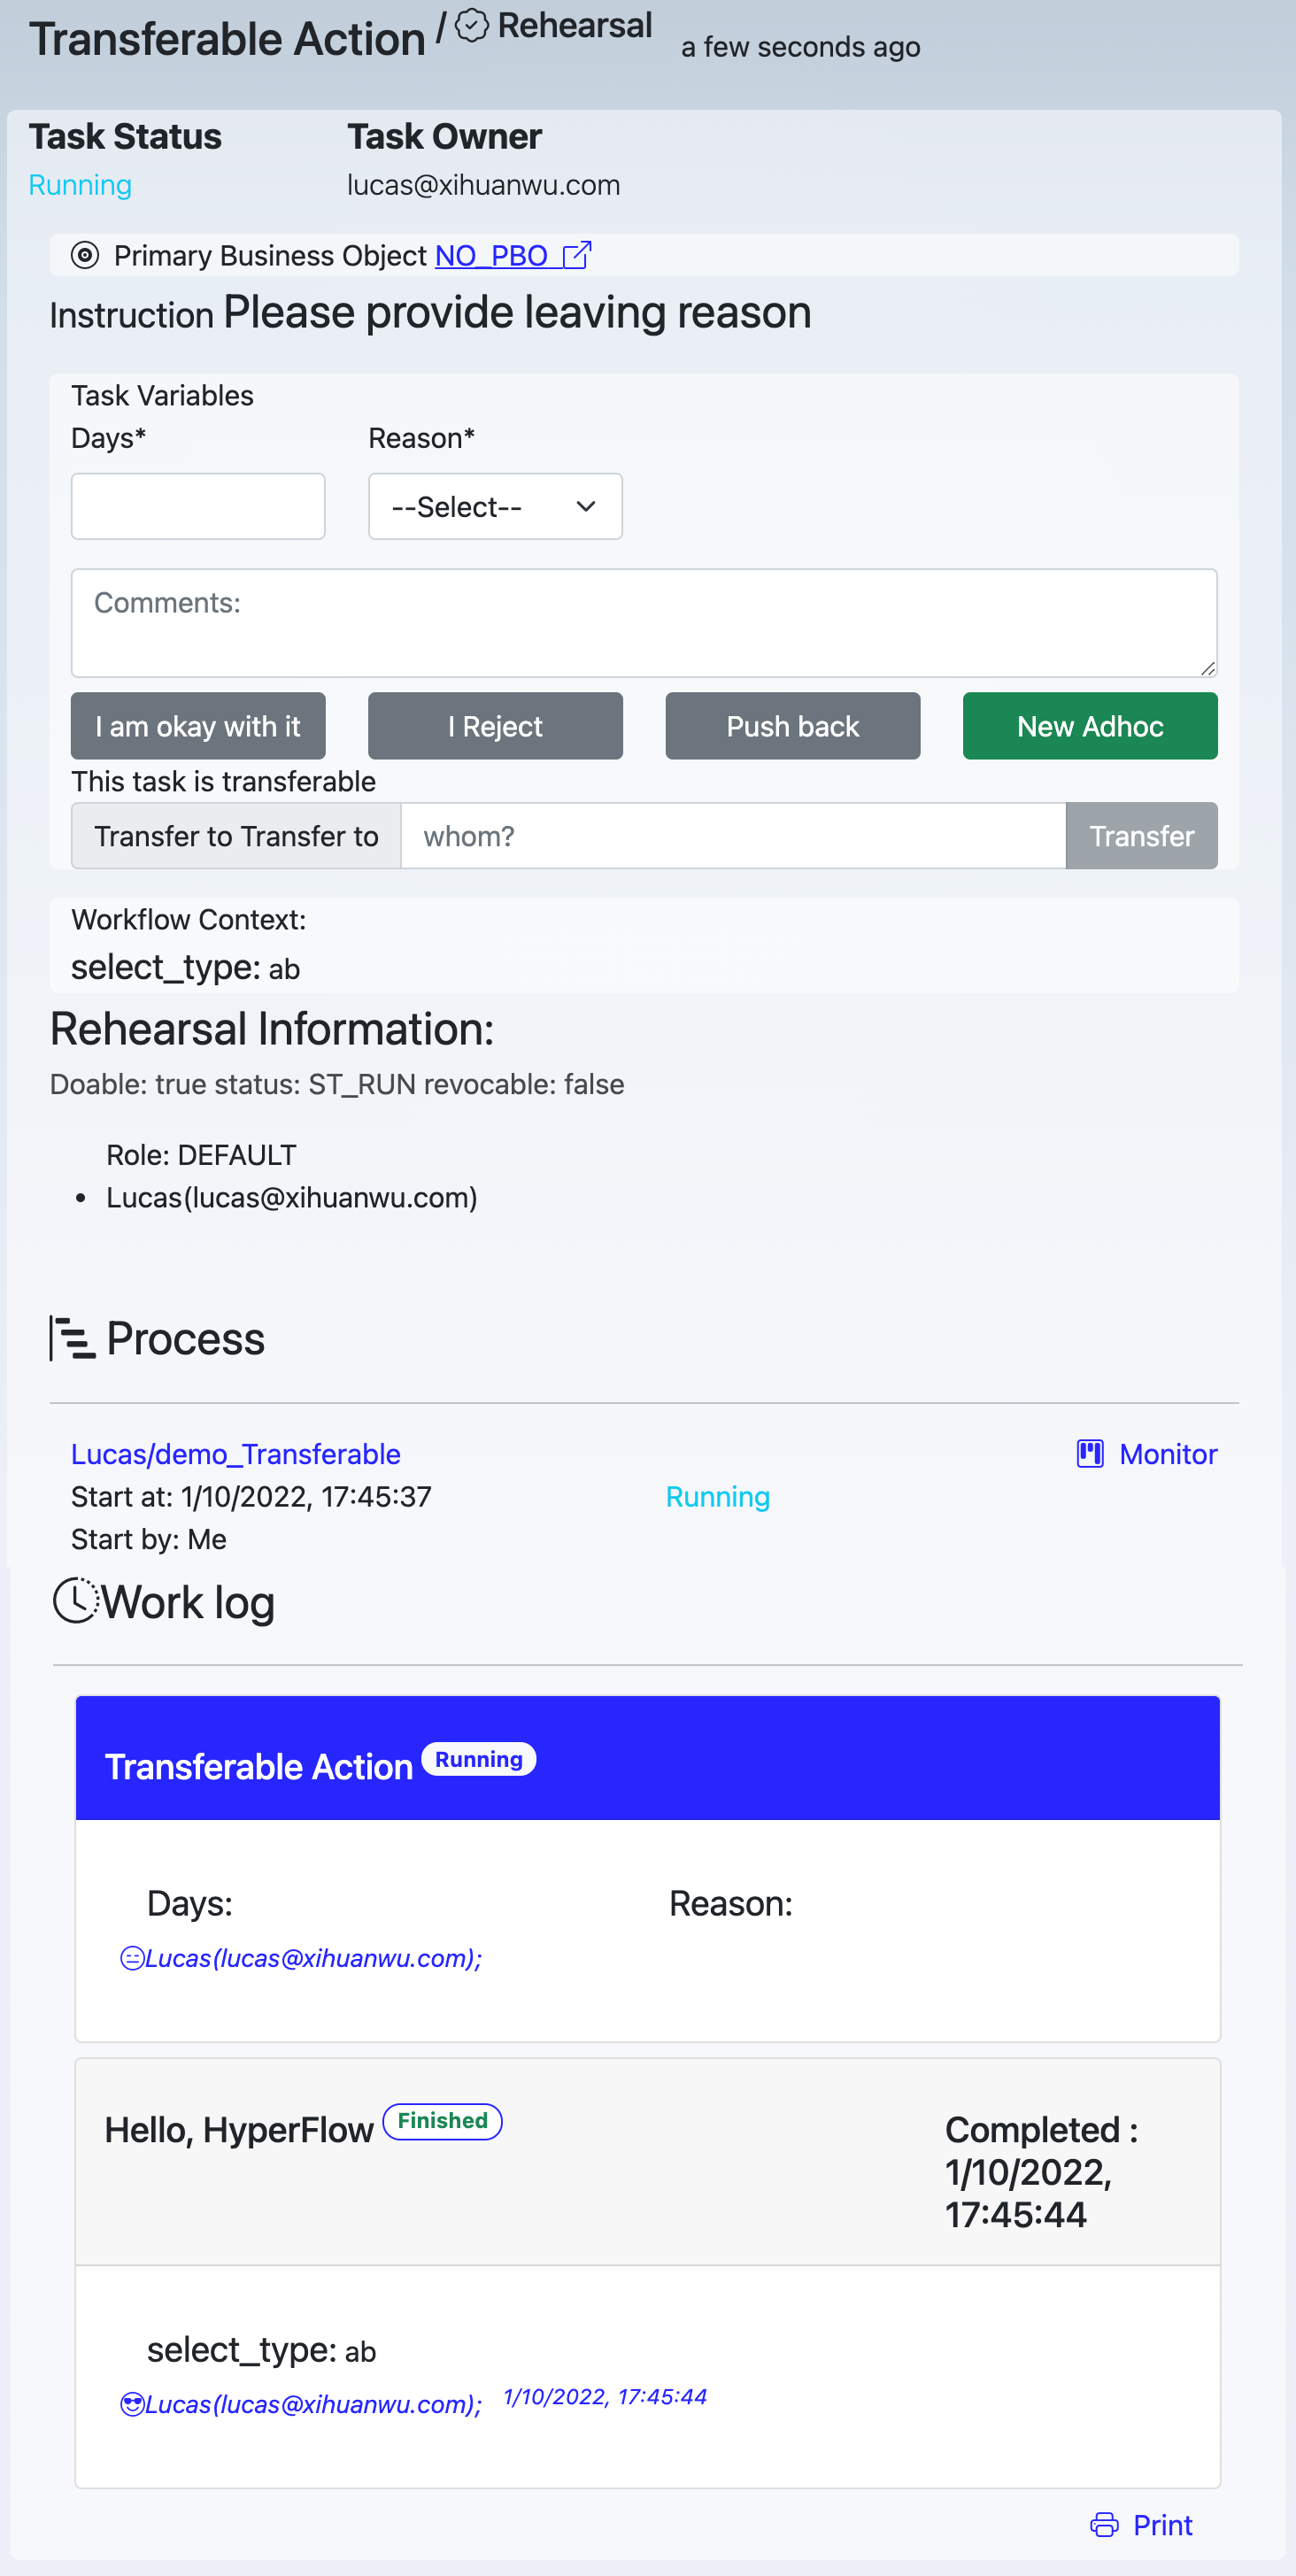 Transferable Action / Rehearsal a few seconds ago
Task Status Task Owner
Running lucas@xihuanwu.com
Primary Business Object NO_PBO
Instruction Please provide leaving reason
Task Variables
Days* Reason*
--Select--
Comments:
I am okay with it I Reject Push back New Adhoc
This task is transferable
Transfer to Transfer to whom? Transfer
Workflow Context:
select_type: ab
Rehearsal Information:
Doable: true status: ST_RUN revocable: false
Role: DEFAULT
• Lucas(lucas@xihuanwu.com)
Process
Lucas/demo_Transferable Monitor
Start at: 1/10/2022, 17:45:37 Running
Start by: Me
Work log
Transferable Action Running
Days: Reason:
Lucas(lucas@xihuanwu.com);
Hello, HyperFlow Finished Completed :
1/10/2022,
17:45:44
select_type: ab
Lucas(lucas@xihuanwu.com); 1/10/2022, 17:45:44
Print